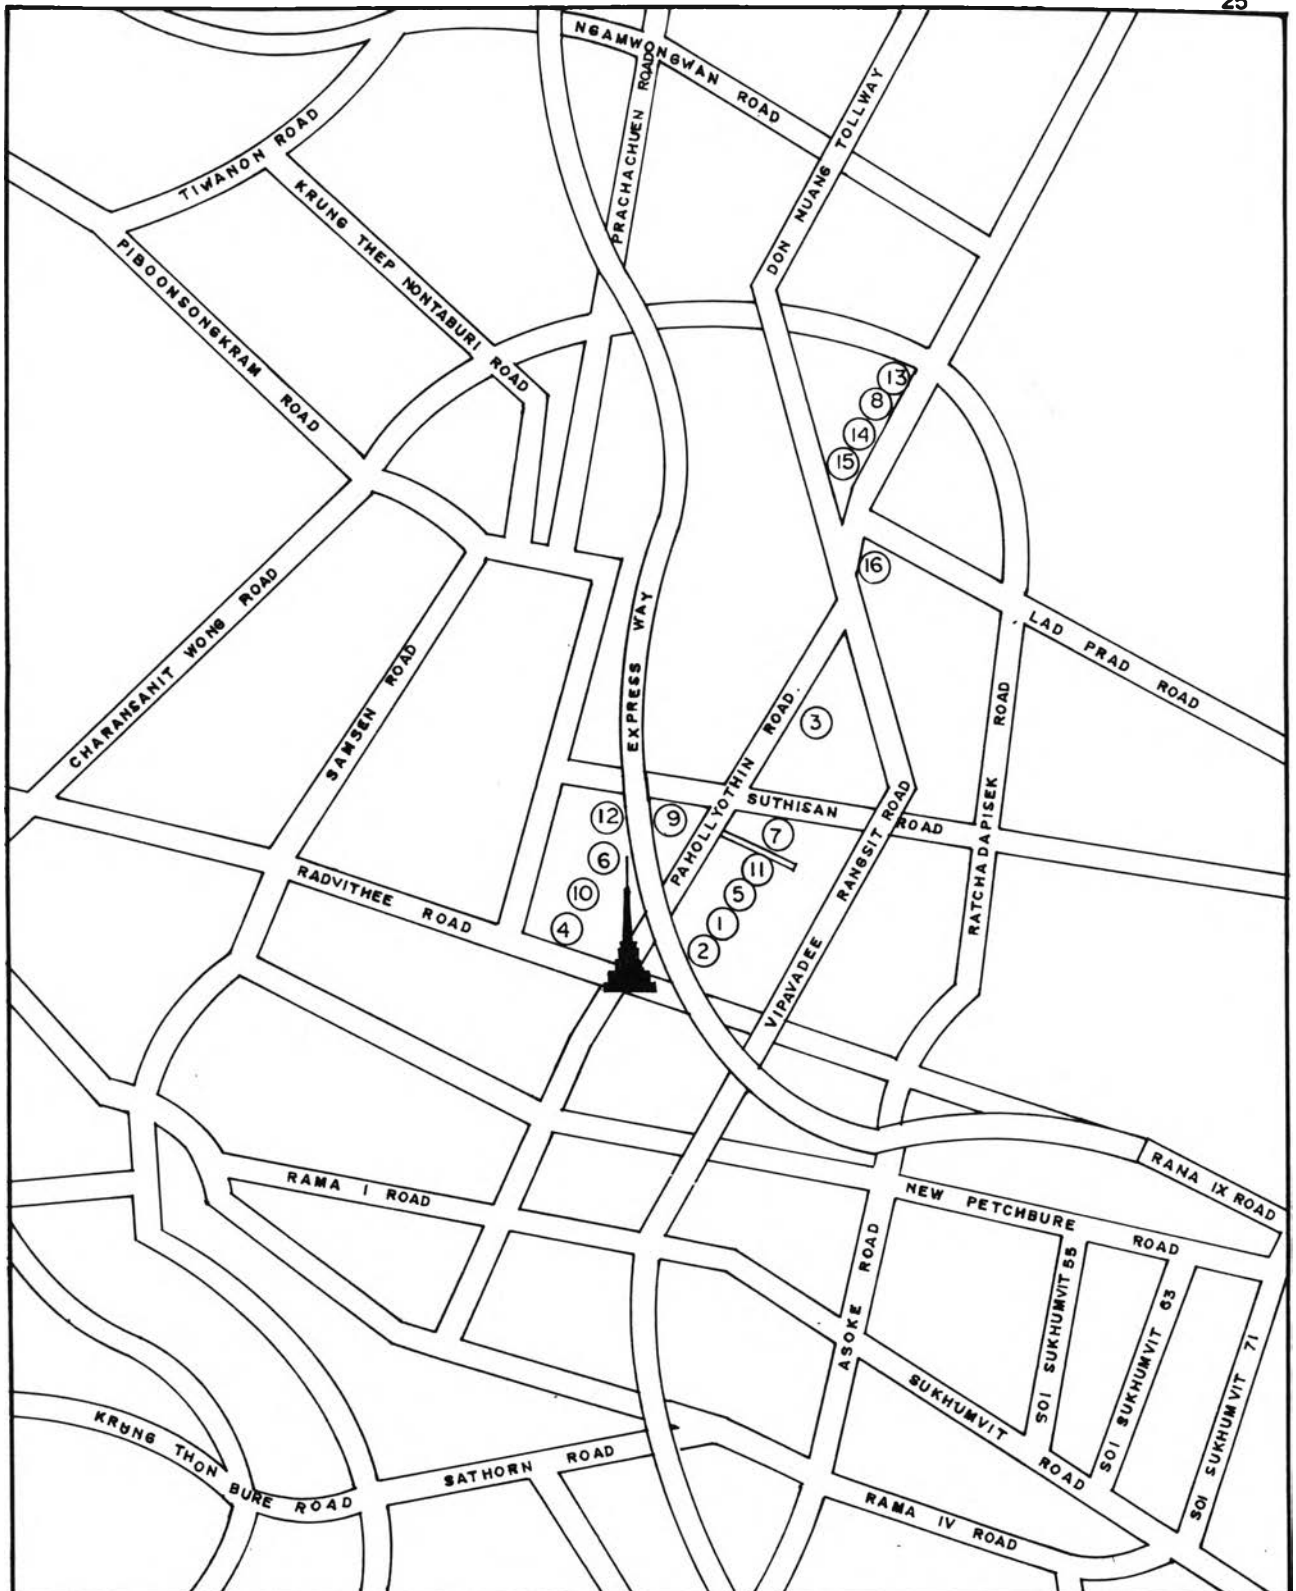 25
NGAMWONGWAN ROAD
PRACHACHUEN ROAD
DON MUANG TOLLWAY
TIWANON ROAD
KRUNG THEP NONTABURI ROAD
PIBOONSONGKRAM ROAD
13
8
14
15
16
LAD PRAD ROAD
CHARANSANIT WONG ROAD
SAMSEN ROAD
EXPRESS WAY
PAHOLLYOTHIN ROAD
3
RATCHADAPISEK ROAD
SUTHISAN ROAD
12
9
7
6
11
10
5
4
1
2
RADVITHEE ROAD
VIPAVADEE RANGSIT ROAD
RAMA I ROAD
RANA IX ROAD
NEW PETCHBURE ROAD
ASOKE ROAD
SOI SUKHUMVIT 55
SOI SUKHUMVIT 63
SOI SUKHUMVIT 71
SUKHUMVIT ROAD
KRUNG THON BURE ROAD
SATHORN ROAD
RAMA IV ROAD